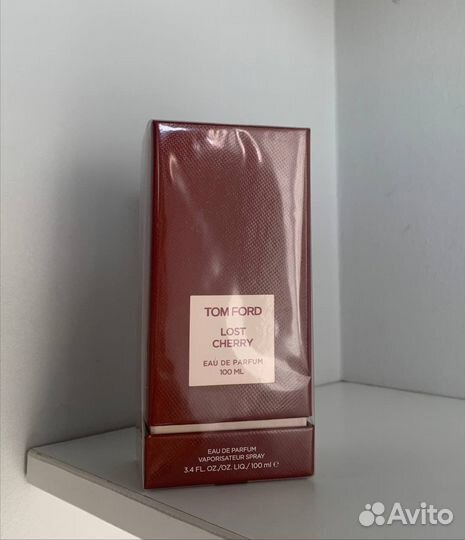 TOM FORD
LOST
CHERRY
EAU DE PARFUM
100 ML
EAU DE PARFUM
VAPORISATEUR SPRAY
3.4 FL. OZ./OZ. LIQ./ 100 ml ℮
Avito